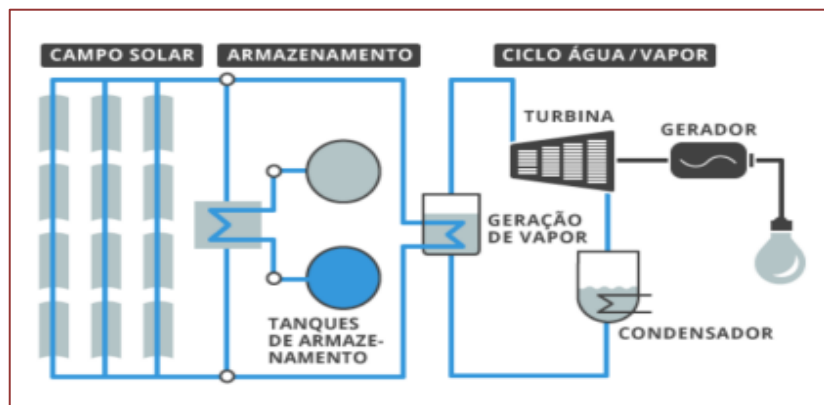 CAMPO SOLAR
ARMAZENAMENTO
CICLO ÁGUA / VAPOR
TURBINA
GERADOR
GERAÇÃO
DE VAPOR
TANQUES
DE ARMAZE-
NAMENTO
CONDENSADOR